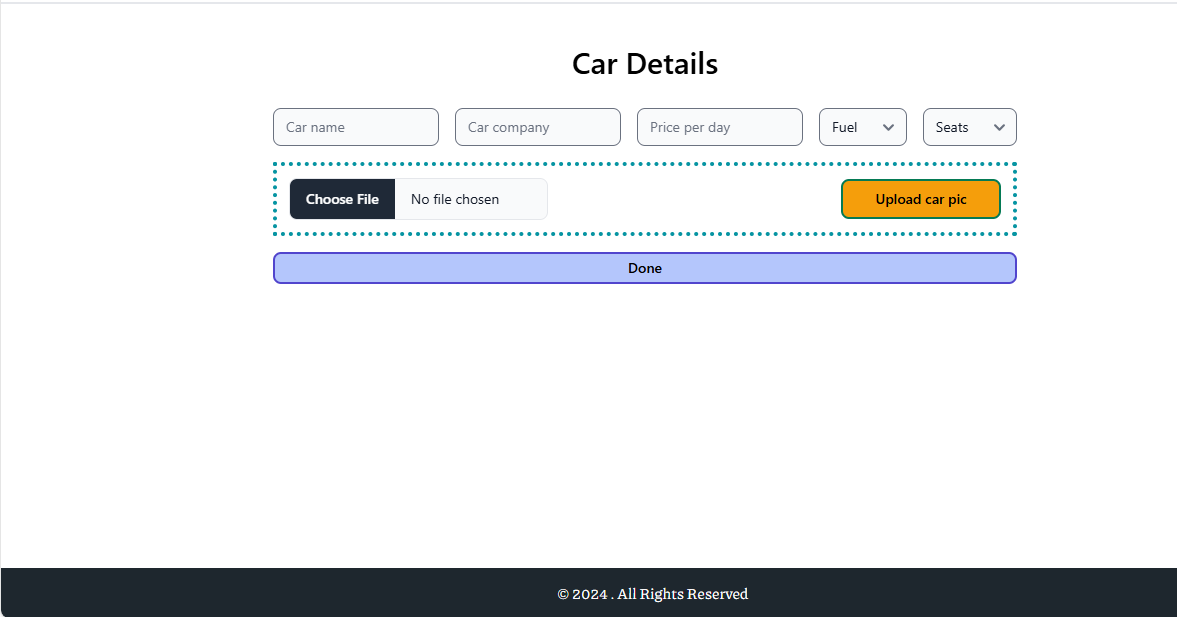 Car Details
Car name Car company Price per day Fuel Seats
Choose File No file chosen Upload car pic
Done
© 2024 . All Rights Reserved